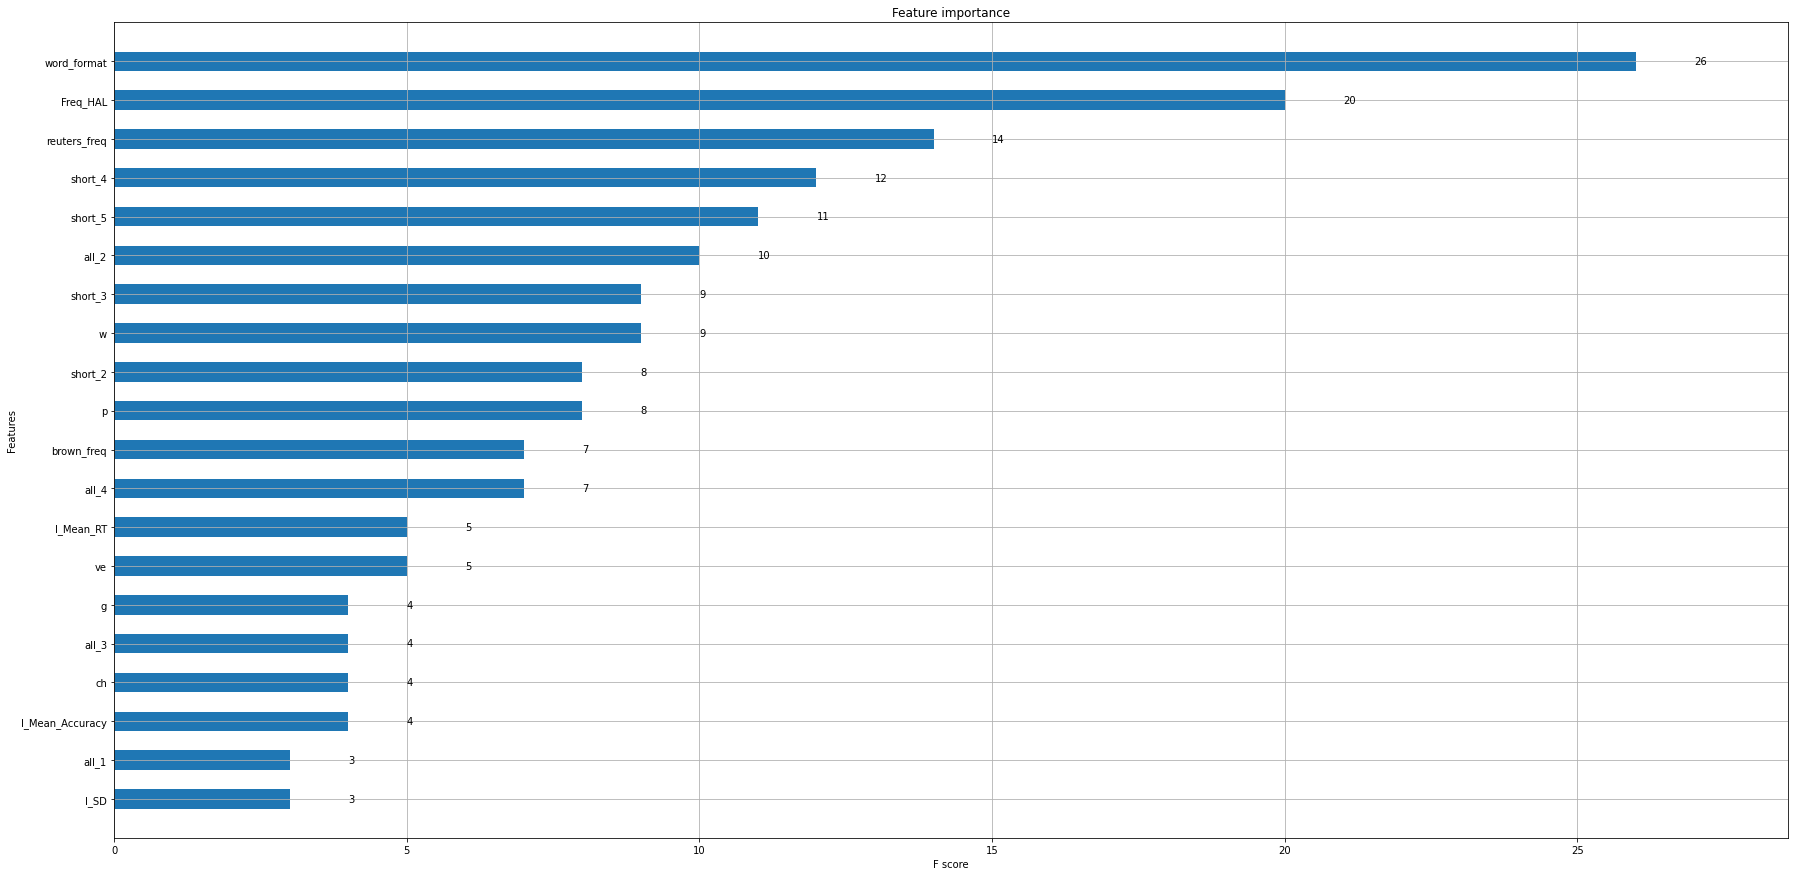 Feature importance
word_format 26
Freq_HAL 20
reuters_freq 14
short_4 12
short_5 11
all_2 10
short_3 9
w 9
short_2 8
p 8
brown_freq 7
all_4 7
I_Mean_RT 5
ve 5
g 4
all_3 4
ch 4
I_Mean_Accuracy 4
all_1 3
I_SD 3
Features
0 5 10 15 20 25
F score